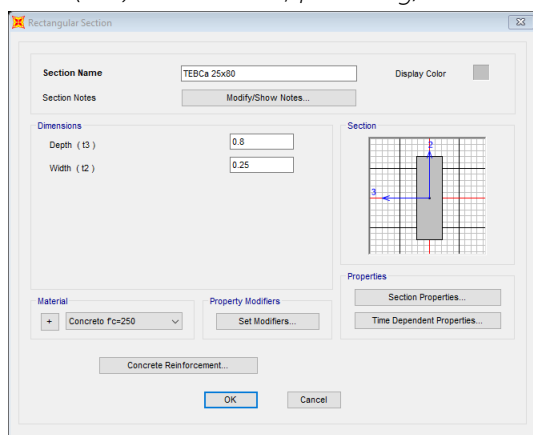 Rectangular Section
Section Name
TEBCa 25x80
Display Color
Section Notes
Modify/Show Notes...
Dimensions
Depth ( t3 )
0.8
Width ( t2 )
0.25
Section
2
3
Properties
Section Properties...
Time Dependent Properties...
Material
+
Concreto f'c=250
Property Modifiers
Set Modifiers...
Concrete Reinforcement...
OK
Cancel